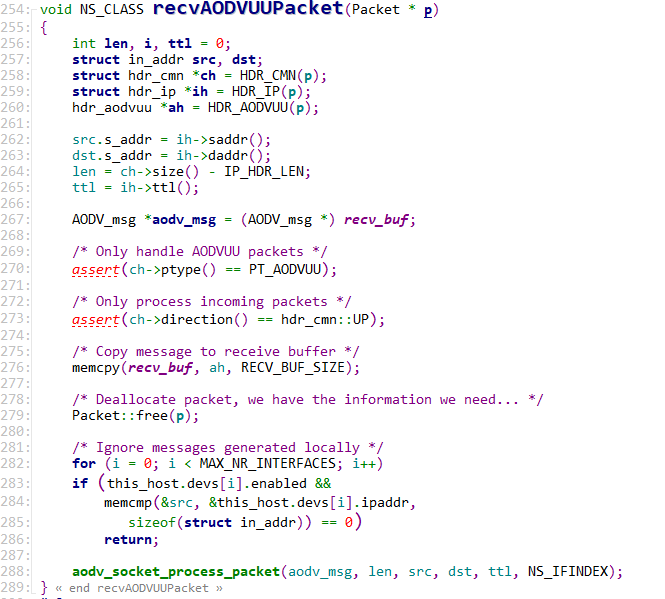 254: void NS_CLASS recvAODVUUPacket(Packet * p)
255: {
256:     int len, i, ttl = 0;
257:     struct in_addr src, dst;
258:     struct hdr_cmn *ch = HDR_CMN(p);
259:     struct hdr_ip *ih = HDR_IP(p);
260:     hdr_aodvuu *ah = HDR_AODVUU(p);
261:
262:     src.s_addr = ih->saddr();
263:     dst.s_addr = ih->daddr();
264:     len = ch->size() - IP_HDR_LEN;
265:     ttl = ih->ttl();
266:
267:     AODV_msg *aodv_msg = (AODV_msg *) recv_buf;
268:
269:     /* Only handle AODVUU packets */
270:     assert(ch->ptype() == PT_AODVUU);
271:
272:     /* Only process incoming packets */
273:     assert(ch->direction() == hdr_cmn::UP);
274:
275:     /* Copy message to receive buffer */
276:     memcpy(recv_buf, ah, RECV_BUF_SIZE);
277:
278:     /* Deallocate packet, we have the information we need... */
279:     Packet::free(p);
280:
281:     /* Ignore messages generated locally */
282:     for (i = 0; i < MAX_NR_INTERFACES; i++)
283:     if (this_host.devs[i].enabled &&
284:         memcmp(&src, &this_host.devs[i].ipaddr,
285:            sizeof(struct in_addr)) == 0)
286:         return;
287:
288:     aodv_socket_process_packet(aodv_msg, len, src, dst, ttl, NS_IFINDEX);
289: } « end recvAODVUUPacket »